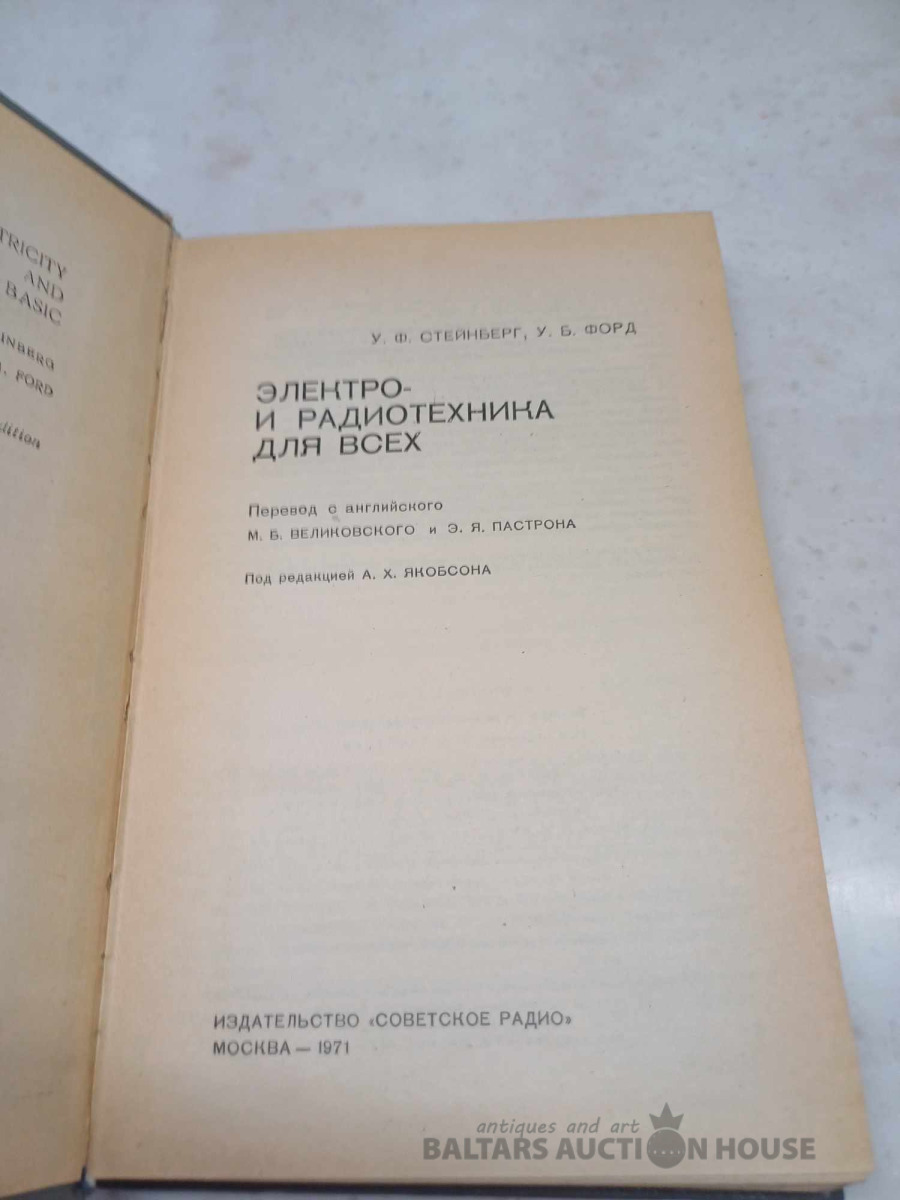 TRICITY
AND
BASIC
INBERG
FORD
У. Ф. СТЕЙНБЕРГ, У. Б. ФОРД
ЭЛЕКТРО-
И РАДИОТЕХНИКА
ДЛЯ ВСЕХ
Перевод с английского
М. Б. ВЕЛИКОВСКОГО и Э. Я. ПАСТРОНА
Под редакцией А. Х. ЯКОБСОНА
ИЗДАТЕЛЬСТВО «СОВЕТСКОЕ РАДИО»
МОСКВА — 1971
antiques and art
BALTARS AUCTION HOUSE